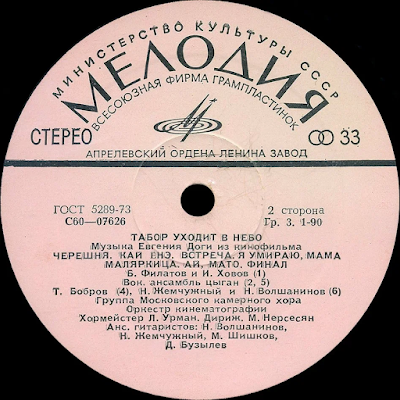 МИНИСТЕРСТВО КУЛЬТУРЫ СССР
МЕЛОДИЯ
ВСЕСОЮЗНАЯ ФИРМА ГРАМПЛАСТИНОК
СТЕРЕО
33
АПРЕЛЕВСКИЙ ОРДЕНА ЛЕНИНА ЗАВОД
ГОСТ 5289-73
С60—07626
2 сторона
Гр. 3. 1-90
ТАБОР УХОДИТ В НЕБО
Музыка Евгения Доги из кинофильма
ЧЕРЕШНЯ, КАЙ ЕНЭ, ВСТРЕЧА, Я УМИРАЮ, МАМА
МАЛЯРКИЦА, АЙ, МАТО, ФИНАЛ
Б. Филатов и И. Ховов (1)
Вок. ансамбль цыган (2, 5)
Т. Бобров (4), Н. Жемчужный и Н. Волшанинов (6)
Группа Московского камерного хора
Оркестр кинематографии
Хормейстер Л. Урман. Дириж. М. Нерсесян
Анс. гитаристов: Н. Волшанинов,
Н. Жемчужный, М. Шишков,
Д. Бузылев